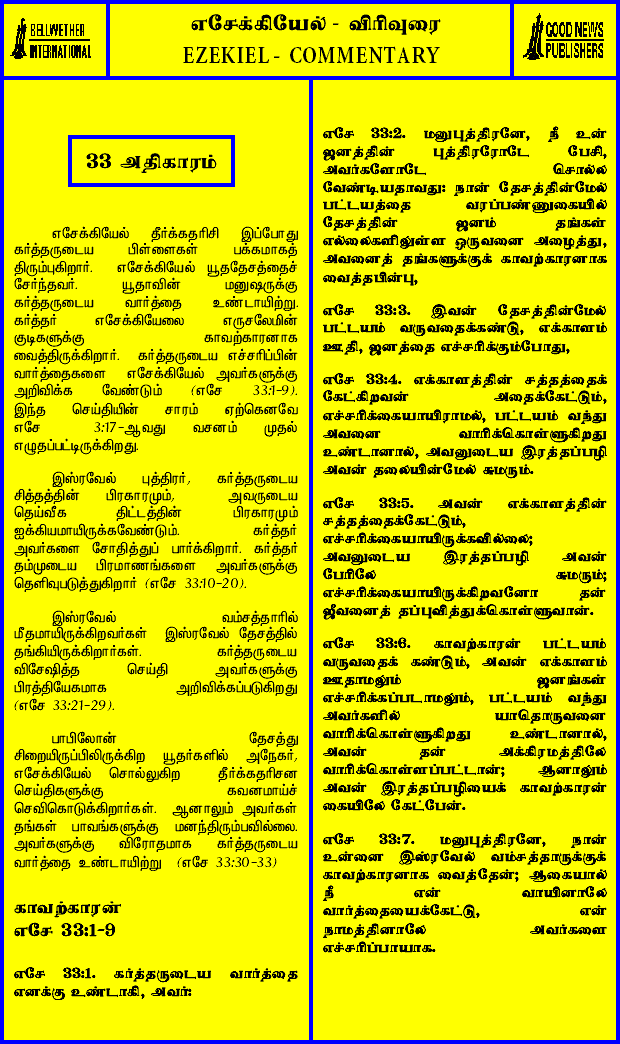 BELLWETHER
INTERNATIONAL
எசேக்கியேல் - விரிவுரை
EZEKIEL - COMMENTARY
GOOD NEWS
PUBLISHERS
33 அதிகாரம்
எசேக்கியேல் தீர்க்கதரிசி இப்போது
கர்த்தருடைய பிள்ளைகள் பக்கமாகத்
திரும்புகிறார். எசேக்கியேல் யூததேசத்தைச்
சேர்ந்தவர். யூதாவின் மனுஷருக்கு
கர்த்தருடைய வார்த்தை உண்டாயிற்று.
கர்த்தர் எசேக்கியேலை எருசலேமின்
குடிகளுக்கு காவற்காரனாக
வைத்திருக்கிறார். கர்த்தருடைய எச்சரிப்பின்
வார்த்தைகளை எசேக்கியேல் அவர்களுக்கு
அறிவிக்க வேண்டும் (எசே 33:1-9).
இந்த செய்தியின் சாரம் ஏற்கெனவே
எசே 3:17-ஆவது வசனம் முதல்
எழுதப்பட்டிருக்கிறது.
இஸ்ரவேல் புத்திரர், கர்த்தருடைய
சித்தத்தின் பிரகாரமும், அவருடைய
தெய்வீக திட்டத்தின் பிரகாரமும்
ஐக்கியமாயிருக்கவேண்டும். கர்த்தர்
அவர்களை சோதித்துப் பார்க்கிறார். கர்த்தர்
தம்முடைய பிரமாணங்களை அவர்களுக்கு
தெளிவுபடுத்துகிறார் (எசே 33:10-20).
இஸ்ரவேல் வம்சத்தாரில்
மீதமாயிருக்கிறவர்கள் இஸ்ரவேல் தேசத்தில்
தங்கியிருக்கிறார்கள். கர்த்தருடைய
விசேஷித்த செய்தி அவர்களுக்கு
பிரத்தியேகமாக அறிவிக்கப்படுகிறது
(எசே 33:21-29).
பாபிலோன் தேசத்து
சிறையிருப்பிலிருக்கிற யூதர்களில் அநேகர்,
எசேக்கியேல் சொல்லுகிற தீர்க்கதரிசன
செய்திகளுக்கு கவனமாய்ச்
செவிகொடுக்கிறார்கள். ஆனாலும் அவர்கள்
தங்கள் பாவங்களுக்கு மனந்திரும்பவில்லை.
அவர்களுக்கு விரோதமாக கர்த்தருடைய
வார்த்தை உண்டாயிற்று (எசே 33:30-33)
காவற்காரன்
எசே 33:1-9
எசே 33:1. கர்த்தருடைய வார்த்தை
எனக்கு உண்டாகி, அவர்:
எசே 33:2. மனுபுத்திரனே, நீ உன்
ஜனத்தின் புத்திரரோடே பேசி,
அவர்களோடே சொல்ல
வேண்டியதாவது: நான் தேசத்தின்மேல்
பட்டயத்தை வரப்பண்ணுகையில்
தேசத்தின் ஜனம் தங்கள்
எல்லைகளிலுள்ள ஒருவனை அழைத்து,
அவனைத் தங்களுக்குக் காவற்காரனாக
வைத்தபின்பு,
எசே 33:3. இவன் தேசத்தின்மேல்
பட்டயம் வருவதைக்கண்டு, எக்காளம்
ஊதி, ஜனத்தை எச்சரிக்கும்போது,
எசே 33:4. எக்காளத்தின் சத்தத்தைக்
கேட்கிறவன் அதைக்கேட்டும்,
எச்சரிக்கையாயிராமல், பட்டயம் வந்து
அவனை வாரிக்கொள்ளுகிறது
உண்டானால், அவனுடைய இரத்தப்பழி
அவன் தலையின்மேல் சுமரும்.
எசே 33:5. அவன் எக்காளத்தின்
சத்தத்தைக்கேட்டும்,
எச்சரிக்கையாயிருக்கவில்லை;
அவனுடைய இரத்தப்பழி அவன்
பேரிலே சுமரும்;
எச்சரிக்கையாயிருக்கிறவனோ தன்
ஜீவனைத் தப்புவித்துக்கொள்ளுவான்.
எசே 33:6. காவற்காரன் பட்டயம்
வருவதைக் கண்டும், அவன் எக்காளம்
ஊதாமலும் ஜனங்கள்
எச்சரிக்கப்படாமலும், பட்டயம் வந்து
அவர்களில் யாதொருவனை
வாரிக்கொள்ளுகிறது உண்டானால்,
அவன் தன் அக்கிரமத்திலே
வாரிக்கொள்ளப்பட்டான்; ஆனாலும்
அவன் இரத்தப்பழியைக் காவற்காரன்
கையிலே கேட்பேன்.
எசே 33:7. மனுபுத்திரனே, நான்
உன்னை இஸ்ரவேல் வம்சத்தாருக்குக்
காவற்காரனாக வைத்தேன்; ஆகையால்
நீ என் வாயினாலே
வார்த்தையைக்கேட்டு, என்
நாமத்தினாலே அவர்களை
எச்சரிப்பாயாக.